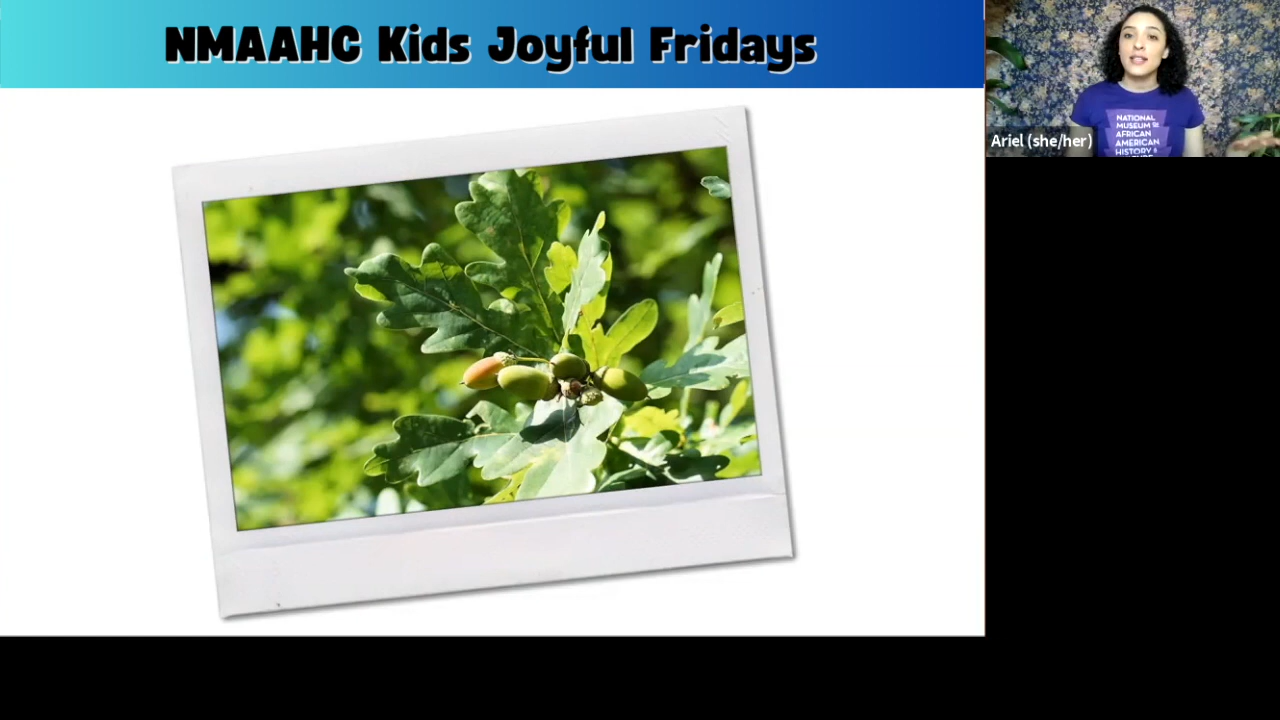 NMAAHC Kids Joyful Fridays
Ariel (she/her)
NATIONAL
MUSEUM
AFRICAN
AMERICAN
HISTORY